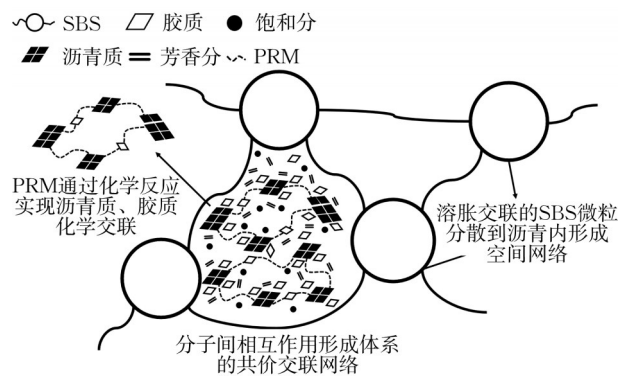 SBS 胶质 饱和分
沥青质 芳香分 PRM
PRM通过化学反应
实现沥青质、胶质
化学交联
溶胀交联的SBS微粒
分散到沥青内形成
空间网络
分子间相互作用形成体系
的共价交联网络